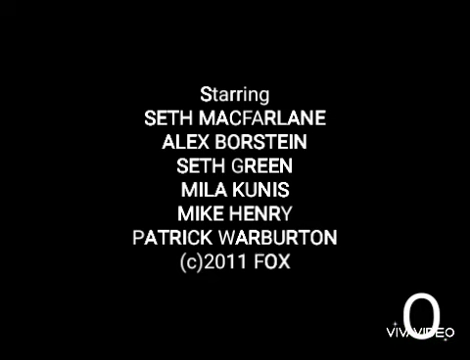 Starring
SETH MACFARLANE
ALEX BORSTEIN
SETH GREEN
MILA KUNIS
MIKE HENRY
PATRICK WARBURTON
(c)2011 FOX
O
VIVAVIDEO